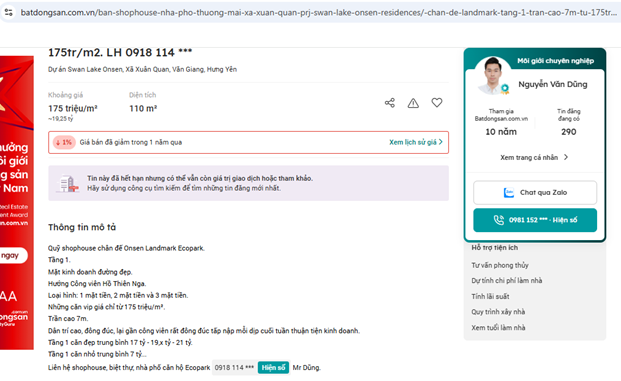 batdongsan.com.vn/ban-shophouse-nha-pho-thuong-mai-xa-xuan-quan-prj-swan-lake-onsen-residences/-chan-de-landmark-tang-1-tran-cao-7m-tu-175tr...
175tr/m2. LH 0918 114 ***
Dự án Swan Lake Onsen, Xã Xuân Quan, Văn Giang, Hưng Yên
Khoảng giá
Diện tích
175 triệu/m²
110 m²
~19,25 tỷ
1%
Giá bán đã giảm trong 1 năm qua
Xem lịch sử giá
Tin này đã hết hạn nhưng có thể vẫn còn giá trị giao dịch hoặc tham khảo.
Hãy sử dụng công cụ tìm kiếm để tìm những tin đăng mới nhất.
Thông tin mô tả
Quỹ shophouse chân đế Onsen Landmark Ecopark.
Tầng 1.
Mặt kinh doanh đường đẹp.
Hướng Công viên Hồ Thiên Nga.
Loại hình: 1 mặt tiền, 2 mặt tiền và 3 mặt tiền.
Những căn vip giá chỉ từ 175 triệu/m².
Trần cao 7m.
Dân trí cao, đông đúc, lại gần công viên rất đông đúc tấp nập mỗi dịp cuối tuần thuận tiện kinh doanh.
Tầng 1 căn đẹp trung bình 17 tỷ - 19,x tỷ - 21 tỷ.
Tầng 1 căn nhỏ trung bình 7 tỷ...
Liên hệ shophouse, biệt thự, nhà phố căn hộ Ecopark 0918 114 *** Hiện số Mr Dũng.
Môi giới chuyên nghiệp
Nguyễn Văn Dũng
Tham gia
Batdongsan.com.vn
10 năm
Tin đăng
đang có
290
Xem trang cá nhân
Chat qua Zalo
0981 152 *** · Hiện số
Hỗ trợ tiện ích
Tư vấn phong thủy
Dự tính chi phí làm nhà
Tính lãi suất
Quy trình xây nhà
Xem tuổi làm nhà
ưởng
ôi giới
g sản
t Nam
Real Estate
ent Award
san.com.vn
ngay
AA
ongsan